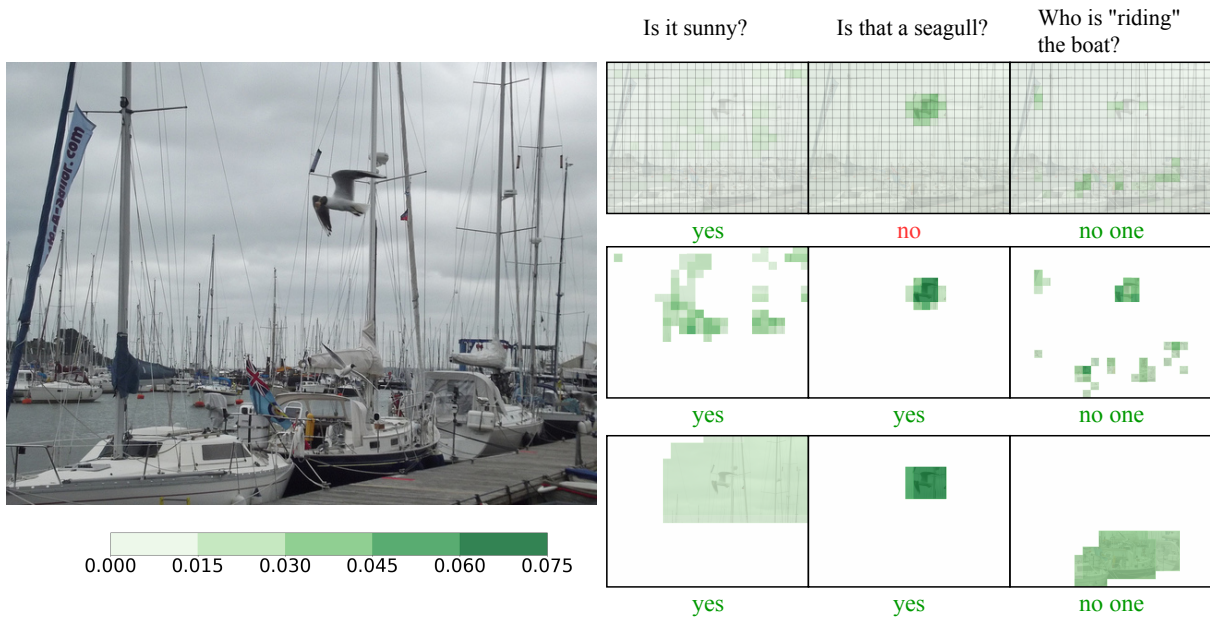 Is it sunny?
Is that a seagull?
Who is "riding"
the boat?
yes
no
no one
yes
yes
no one
yes
yes
no one
0.000
0.015
0.030
0.045
0.060
0.075